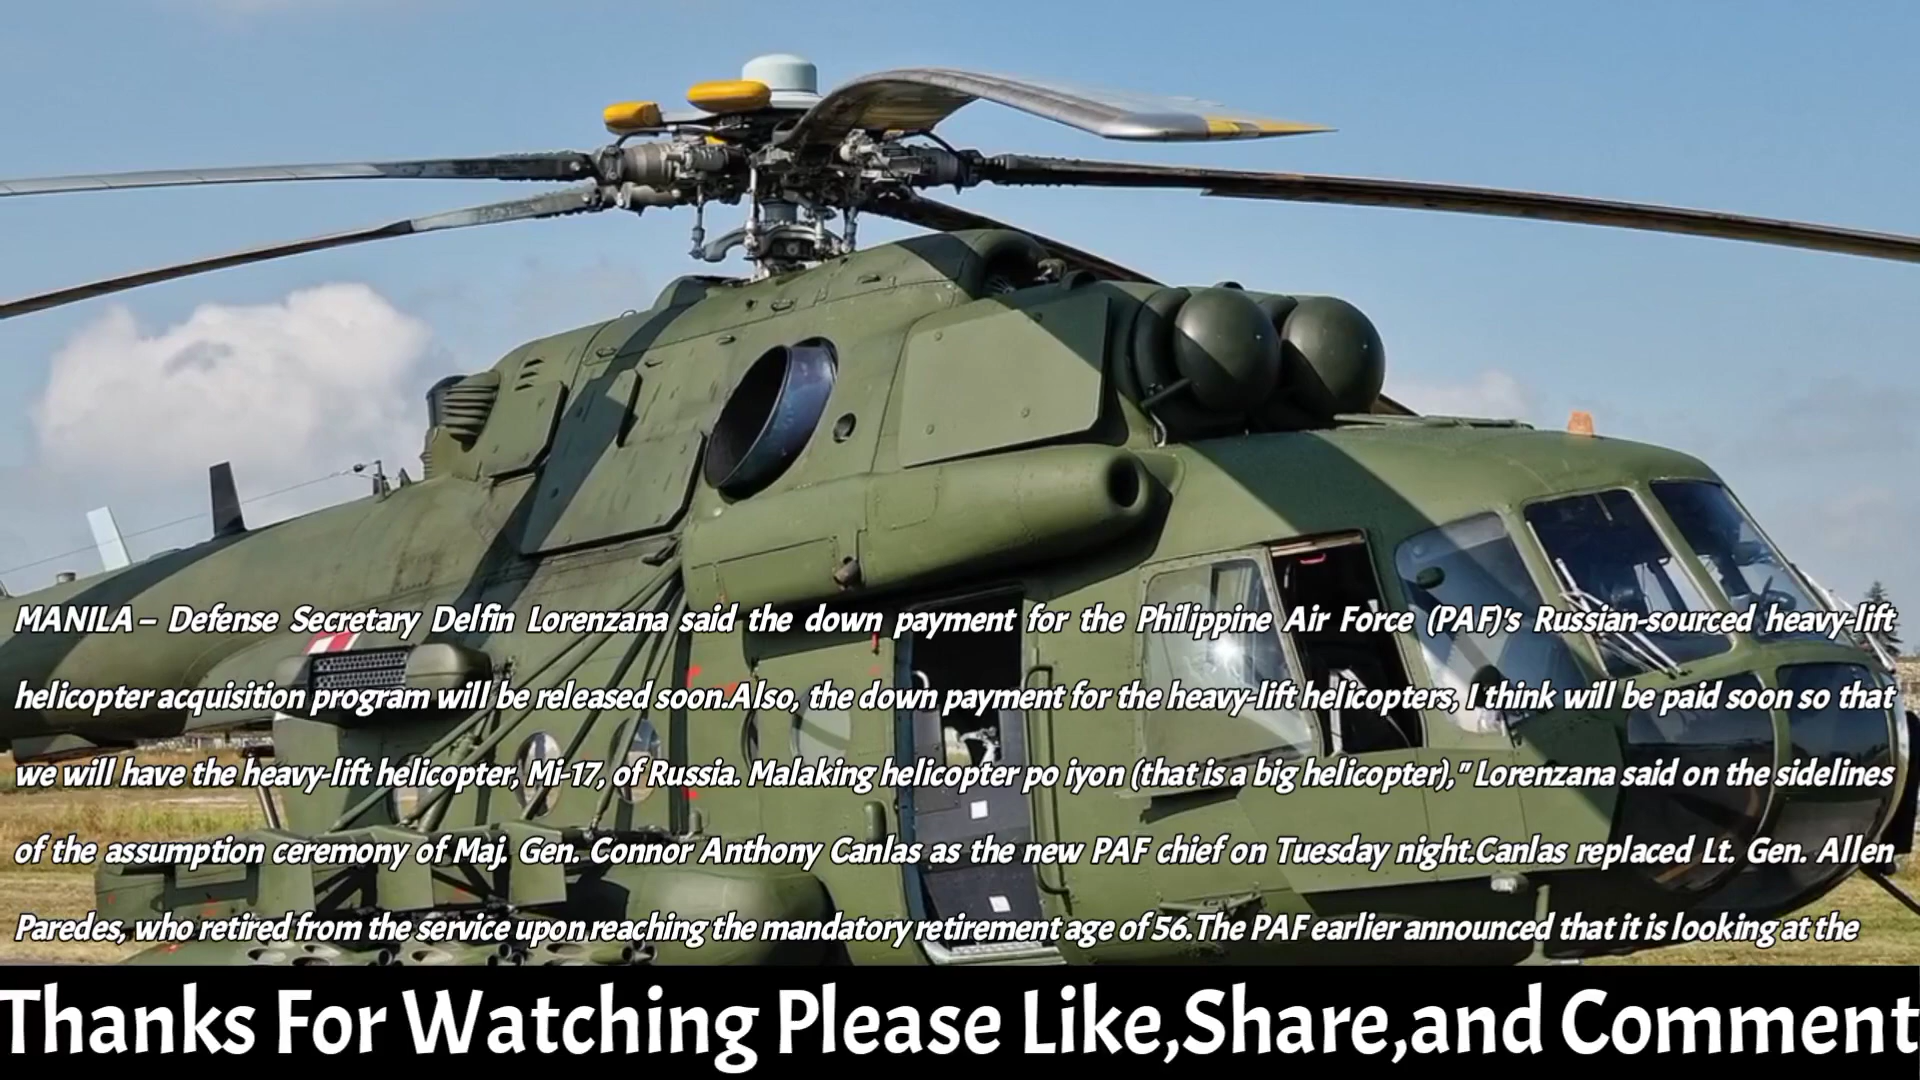 MANILA – Defense Secretary Delfin Lorenzana said the down payment for the Philippine Air Force (PAF)'s Russian-sourced heavy-lift
helicopter acquisition program will be released soon.Also, the down payment for the heavy-lift helicopters, I think will be paid soon so that
we will have the heavy-lift helicopter, Mi-17, of Russia. Malaking helicopter po iyon (that is a big helicopter),” Lorenzana said on the sidelines
of the assumption ceremony of Maj. Gen. Connor Anthony Canlas as the new PAF chief on Tuesday night.Canlas replaced Lt. Gen. Allen
Paredes, who retired from the service upon reaching the mandatory retirement age of 56.The PAF earlier announced that it is looking at the
Thanks For Watching Please Like,Share,and Comment